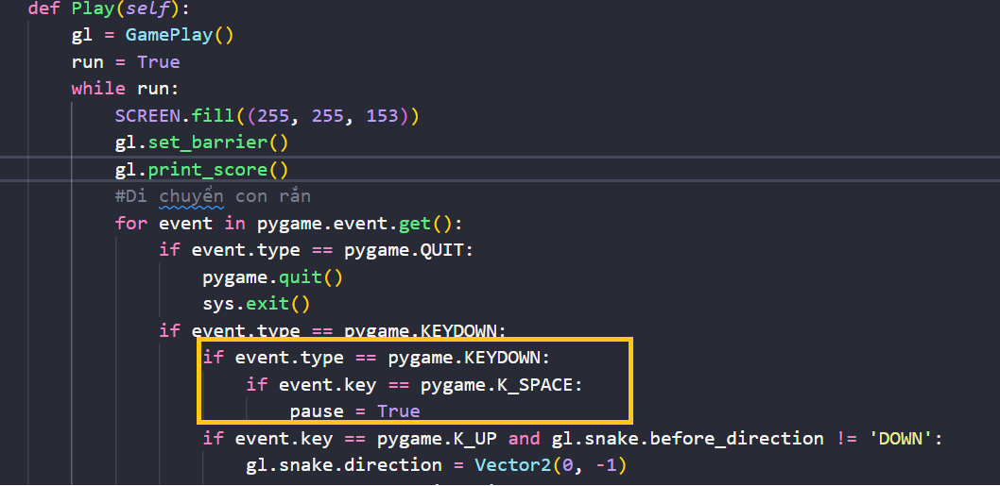 def Play(self):
    gl = GamePlay()
    run = True
    while run:
        SCREEN.fill((255, 255, 153))
        gl.set_barrier()
        gl.print_score()
        #Di chuyển con rắn
        for event in pygame.event.get():
            if event.type == pygame.QUIT:
                pygame.quit()
                sys.exit()
            if event.type == pygame.KEYDOWN:
                if event.type == pygame.KEYDOWN:
                    if event.key == pygame.K_SPACE:
                        pause = True
                if event.key == pygame.K_UP and gl.snake.before_direction != 'DOWN':
                    gl.snake.direction = Vector2(0, -1)